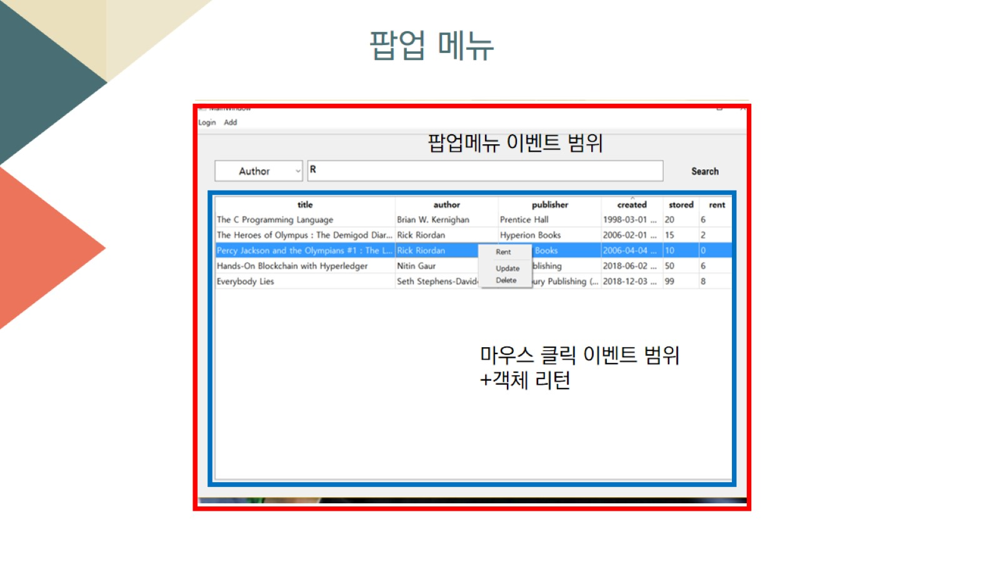 팝업 메뉴
MainWindow
Login Add
팝업메뉴 이벤트 범위
Author R Search
title author publisher created stored rent
The C Programming Language Brian W. Kernighan Prentice Hall 1998-03-01 ... 20 6
The Heroes of Olympus : The Demigod Diar... Rick Riordan Hyperion Books 2006-02-01 ... 15 2
Percy Jackson and the Olympians #1 : The L... Rick Riordan Books 2006-04-04 ... 10 0
Hands-On Blockchain with Hyperledger Nitin Gaur blishing 2018-06-02 ... 50 6
Everybody Lies Seth Stephens-David ury Publishing (... 2018-12-03 ... 99 8
Rent
Update
Delete
마우스 클릭 이벤트 범위
+객체 리턴